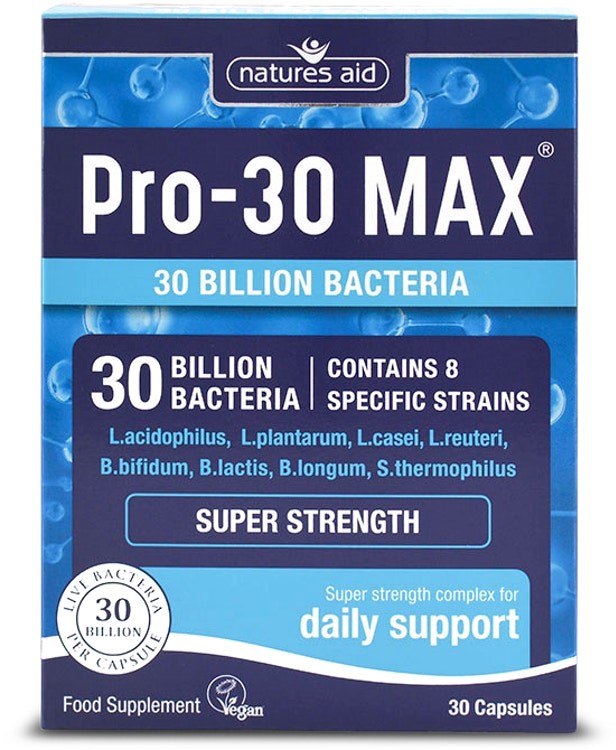 natures aid
Pro-30 MAX®
30 BILLION BACTERIA
30 BILLION BACTERIA | CONTAINS 8 SPECIFIC STRAINS
L.acidophilus, L.plantarum, L.casei, L.reuteri,
B.bifidum, B.lactis, B.longum, S.thermophilus
SUPER STRENGTH
LIVE BACTERIA
30
BILLION
PER CAPSULE
Super strength complex for
daily support
Food Supplement
Vegan
30 Capsules